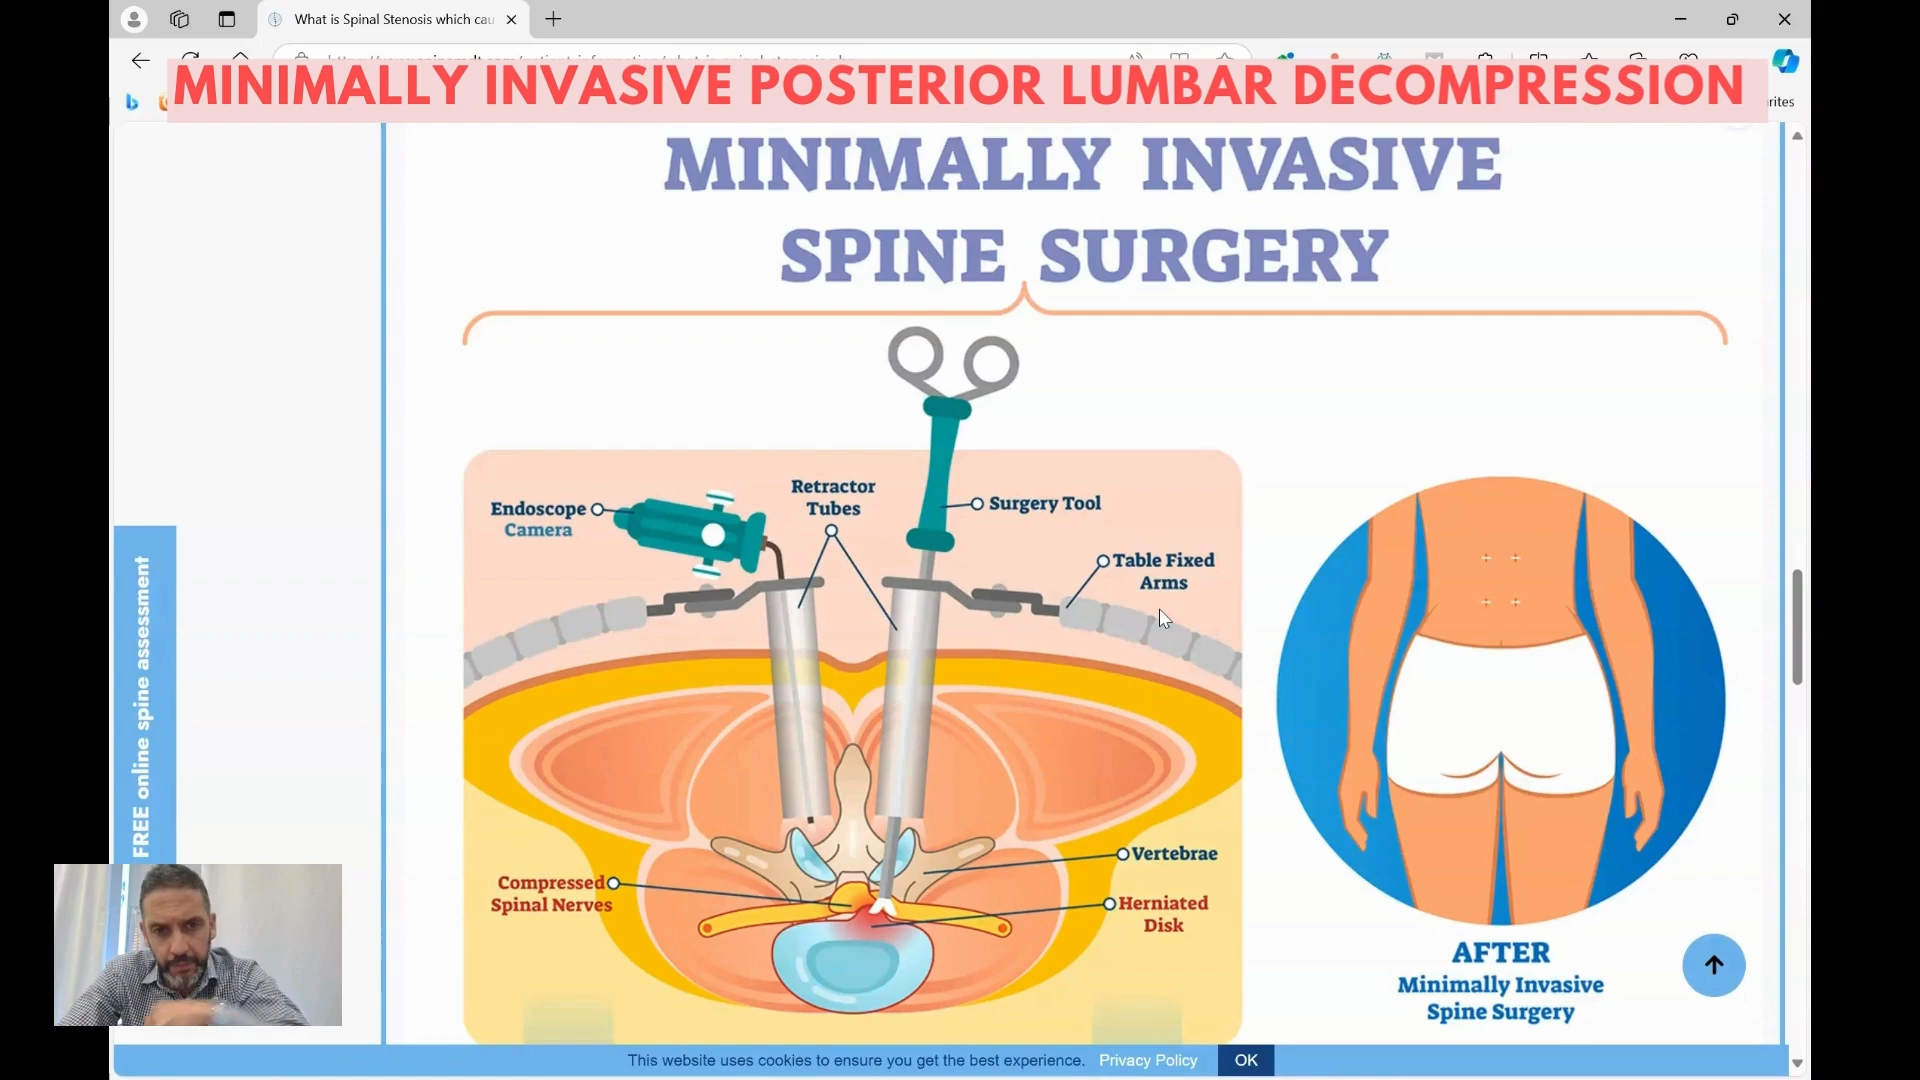 What is Spinal Stenosis which cau
MINIMALLY INVASIVE POSTERIOR LUMBAR DECOMPRESSION
rites
MINIMALLY INVASIVE
SPINE SURGERY
Endoscope
Camera
Retractor
Tubes
Surgery Tool
Table Fixed
Arms
FREE online spine assessment
Compressed
Spinal Nerves
Vertebrae
Herniated
Disk
AFTER
Minimally Invasive
Spine Surgery
This website uses cookies to ensure you get the best experience. Privacy Policy OK